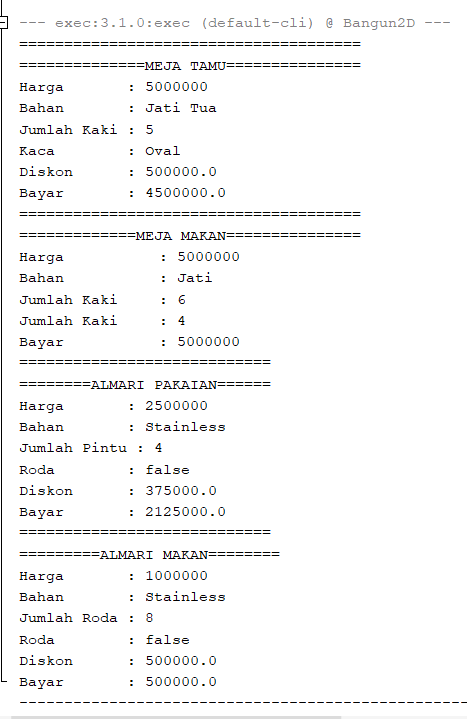 --- exec:3.1.0:exec (default-cli) @ Bangun2D ---
======================================
=================MEJA TAMU===============
Harga       : 5000000
Bahan       : Jati Tua
Jumlah Kaki : 5
Kaca        : Oval
Diskon      : 500000.0
Bayar       : 4500000.0
======================================
=============MEJA MAKAN===============
Harga           : 5000000
Bahan           : Jati
Jumlah Kaki     : 6
Jumlah Kaki     : 4
Bayar           : 5000000
============================
========ALMARI PAKAIAN======
Harga       : 2500000
Bahan       : Stainless
Jumlah Pintu : 4
Roda        : false
Diskon      : 375000.0
Bayar       : 2125000.0
============================
=========ALMARI MAKAN========
Harga       : 1000000
Bahan       : Stainless
Jumlah Roda : 8
Roda        : false
Diskon      : 500000.0
Bayar       : 500000.0
--------------------------------------------------